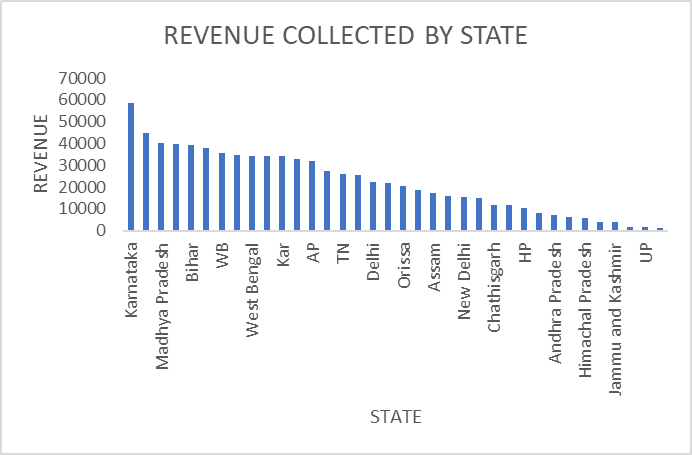 REVENUE COLLECTED BY STATE
REVENUE
70000
60000
50000
40000
30000
20000
10000
0
Karnataka
Madhya Pradesh
Bihar
WB
West Bengal
Kar
AP
TN
Delhi
Orissa
Assam
New Delhi
Chathisgarh
HP
Andhra Pradesh
Himachal Pradesh
Jammu and Kashmir
UP
STATE